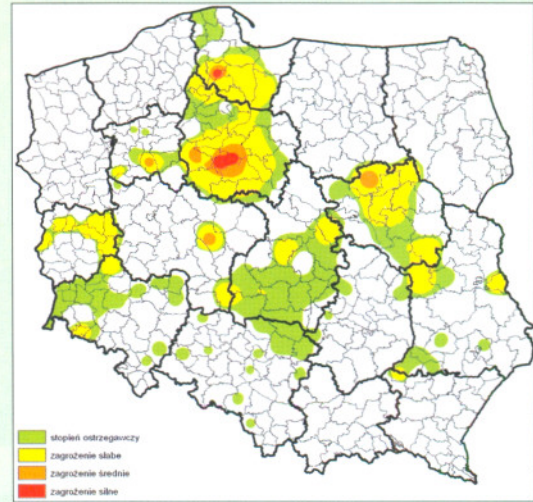 stopień ostrzegawczy
zagrożenie słabe
zagrożenie średnie
zagrożenie silne